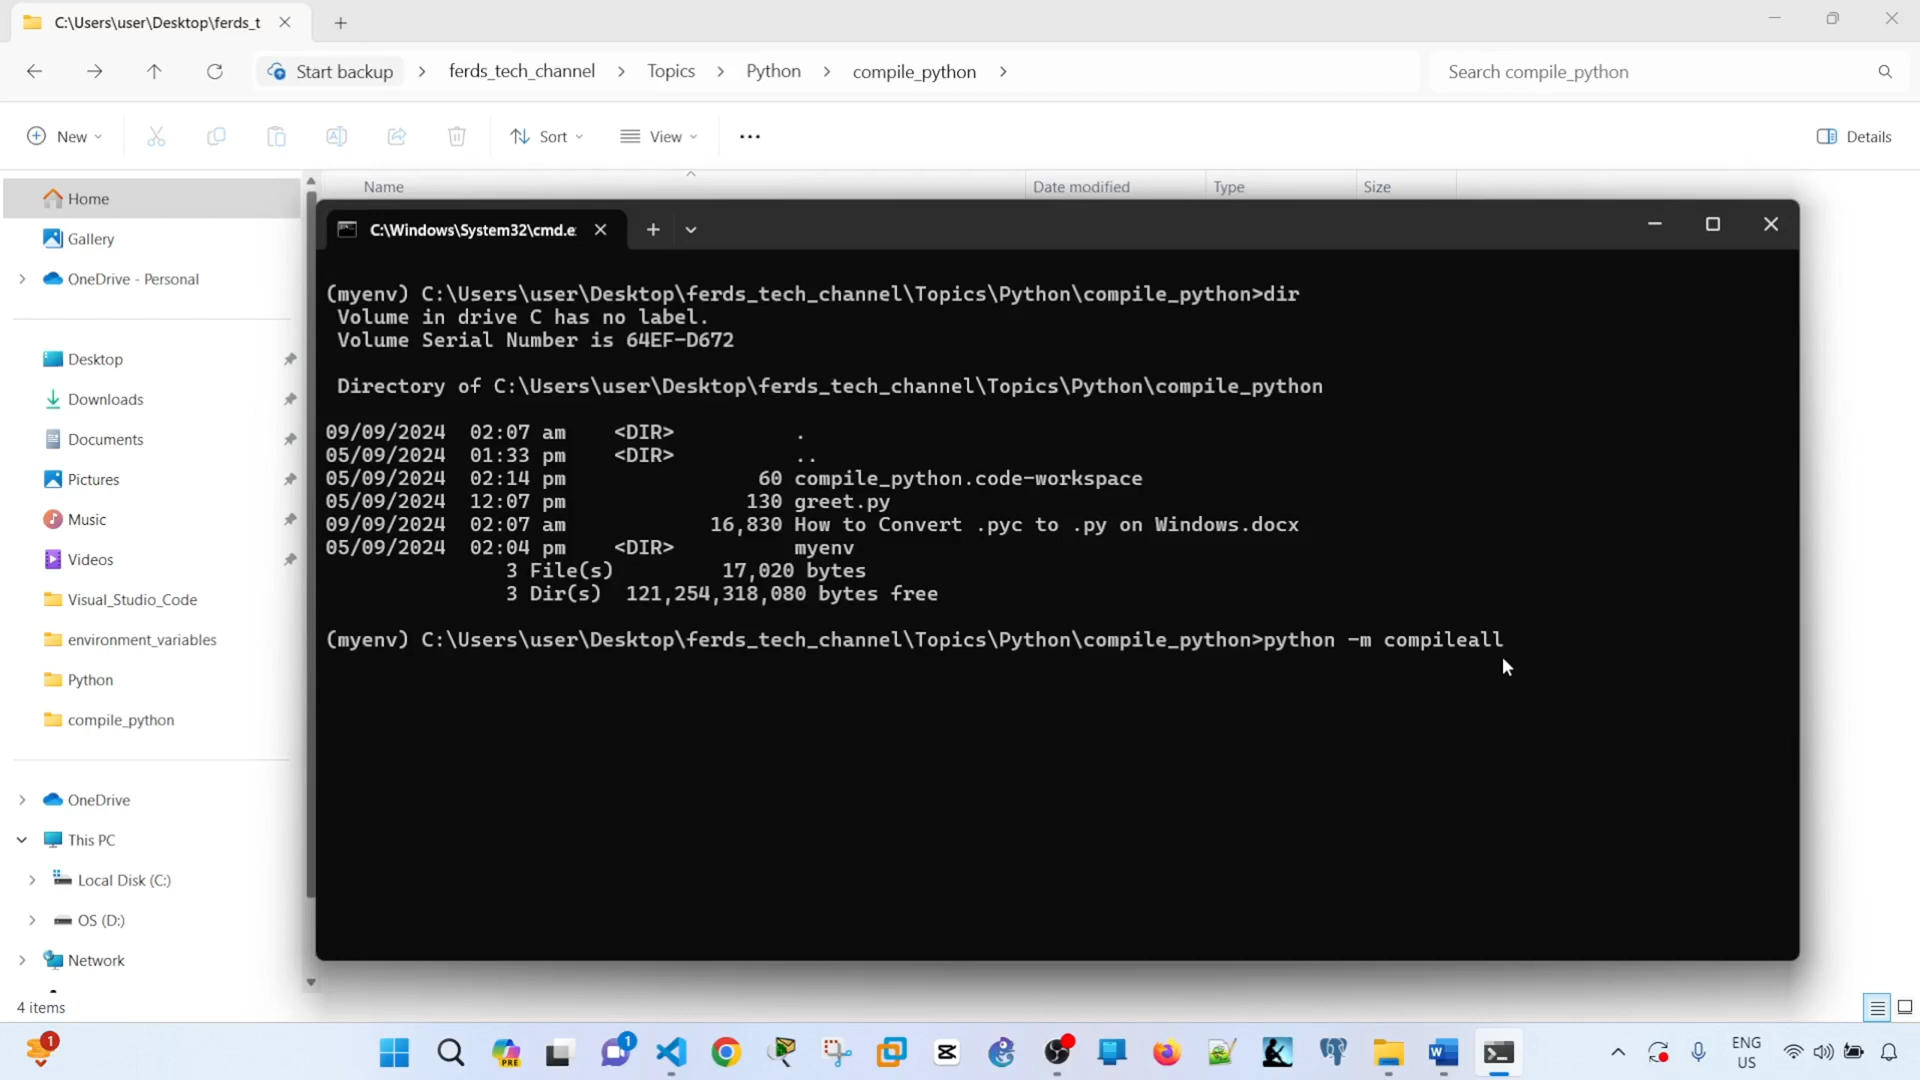 C:\Users\user\Desktop\ferds_t
Start backup > ferds_tech_channel > Topics > Python > compile_python >
Search compile_python
New
Sort
View
Details
Name
Date modified
Type
Size
Home
Gallery
OneDrive - Personal
Desktop
Downloads
Documents
Pictures
Music
Videos
Visual_Studio_Code
environment_variables
Python
compile_python
OneDrive
This PC
Local Disk (C:)
OS (D:)
Network
4 items
C:\Windows\System32\cmd.e
(myenv) C:\Users\user\Desktop\ferds_tech_channel\Topics\Python\compile_python>dir
Volume in drive C has no label.
Volume Serial Number is 64EF-D672
Directory of C:\Users\user\Desktop\ferds_tech_channel\Topics\Python\compile_python
09/09/2024  02:07 am    <DIR>          .
05/09/2024  01:33 pm    <DIR>          ..
05/09/2024  02:14 pm                60 compile_python.code-workspace
05/09/2024  12:07 pm               130 greet.py
09/09/2024  02:07 am            16,830 How to Convert .pyc to .py on Windows.docx
05/09/2024  02:04 pm    <DIR>          myenv
3 File(s)         17,020 bytes
3 Dir(s)  121,254,318,080 bytes free
(myenv) C:\Users\user\Desktop\ferds_tech_channel\Topics\Python\compile_python>python -m compileall
1
PRE
1
ENG
US